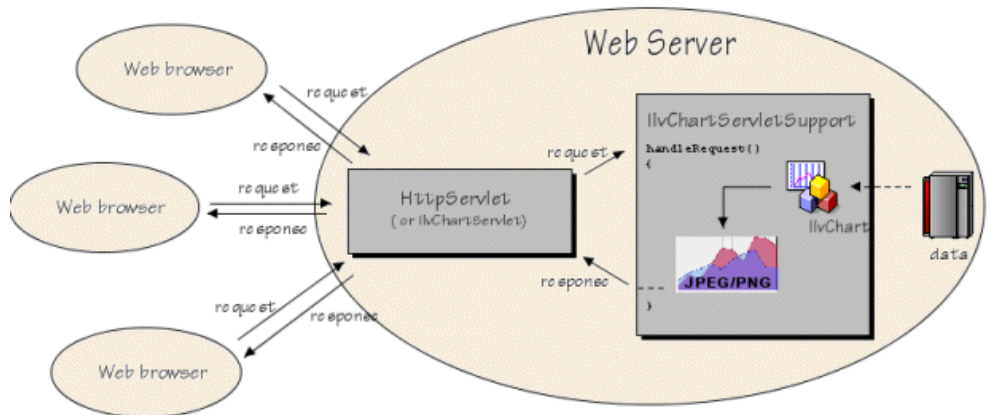 Web Server
Web browser
request
response
IlvChartServletSupport
handleRequest()
{
request
HttpServlet
( or IlvChartServlet)
request
response
Web browser
IlvChart
data
response
JPEG/PNG
}
request
response
Web browser